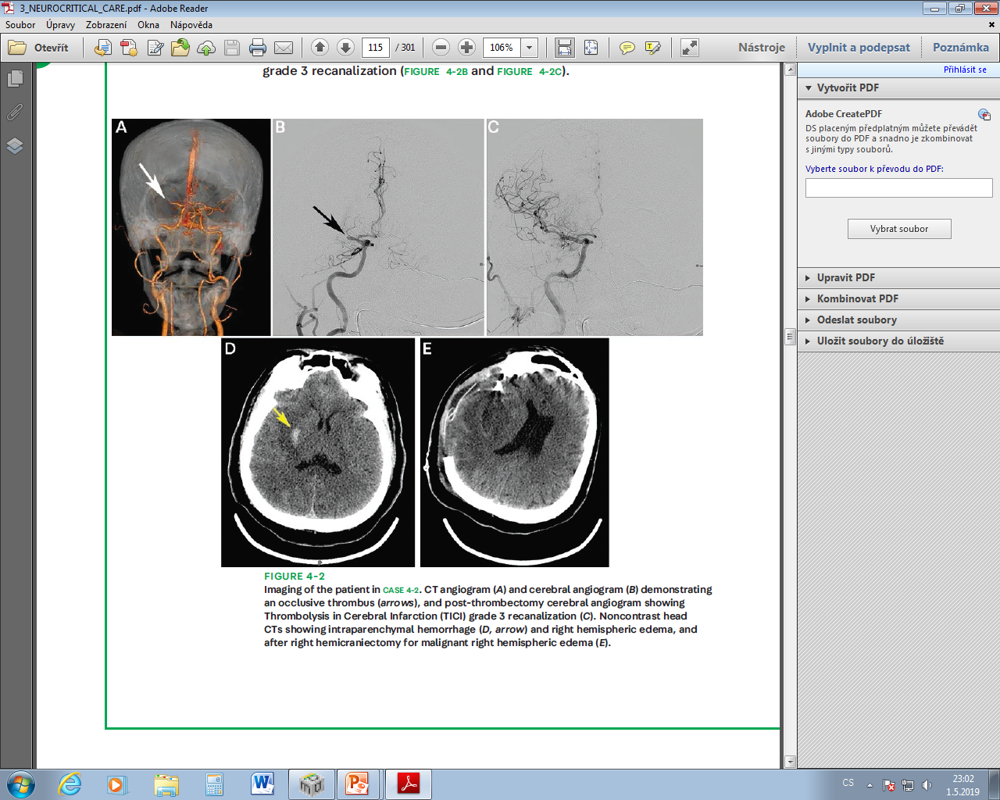 3_NEUROCRITICAL_CARE.pdf - Adobe Reader
Soubor Úpravy Zobrazení Okna Nápověda
Otevřít 115 / 301 106% Nástroje Vyplnit a podepsat Poznámka
Přihlásit se
grade 3 recanalization (FIGURE 4-2B and FIGURE 4-2C).
A B C
D E
FIGURE 4-2
Imaging of the patient in CASE 4-2. CT angiogram (A) and cerebral angiogram (B) demonstrating
an occlusive thrombus (arrows), and post-thrombectomy cerebral angiogram showing
Thrombolysis in Cerebral Infarction (TICI) grade 3 recanalization (C). Noncontrast head
CTs showing intraparenchymal hemorrhage (D, arrow) and right hemispheric edema, and
after right hemicraniectomy for malignant right hemispheric edema (E).
Vytvořit PDF
Adobe CreatePDF
DS placeným předplatným můžete převádět
soubory do PDF a snadno je zkombinovat
s jinými typy souborů.
Vyberte soubor k převodu do PDF:
Vybrat soubor
Upravit PDF
Kombinovat PDF
Odeslat soubory
Uložit soubory do úložiště
CS
23:02
1.5.2019